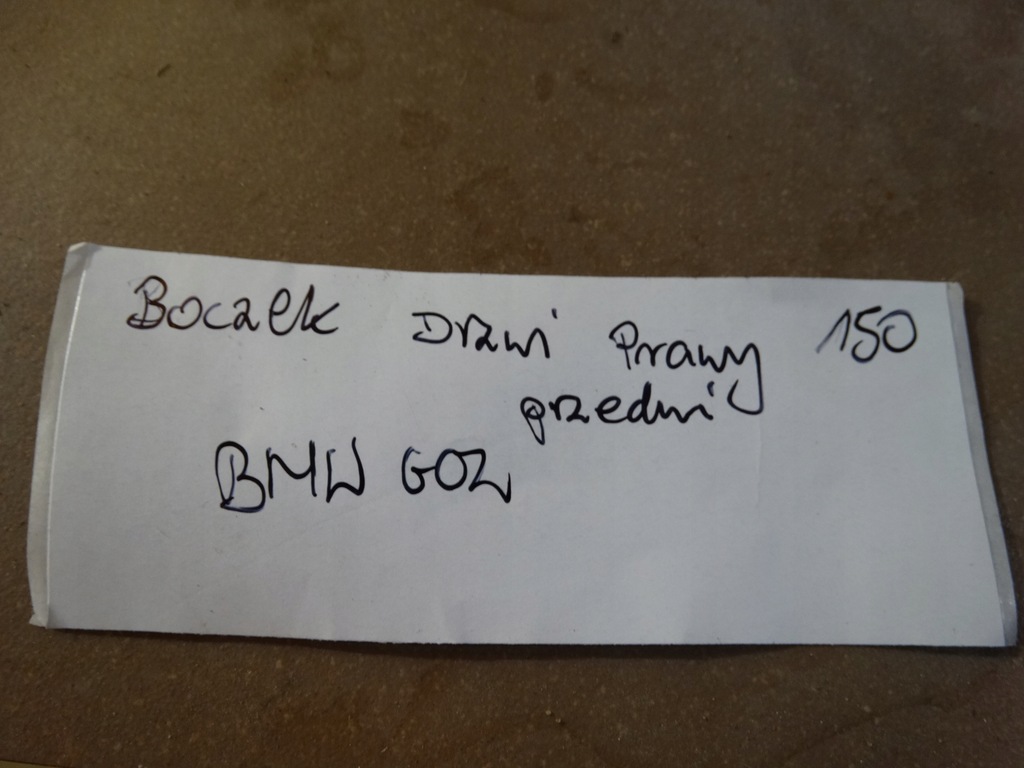 Boczek Drzwi Prawy 150
przedni
BMW G02